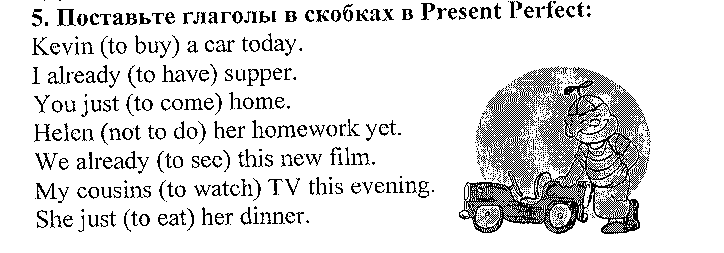 5. Поставьте глаголы в скобках в Present Perfect:
Kevin (to buy) a car today.
I already (to have) supper.
You just (to come) home.
Helen (not to do) her homework yet.
We already (to see) this new film.
My cousins (to watch) TV this evening.
She just (to eat) her dinner.